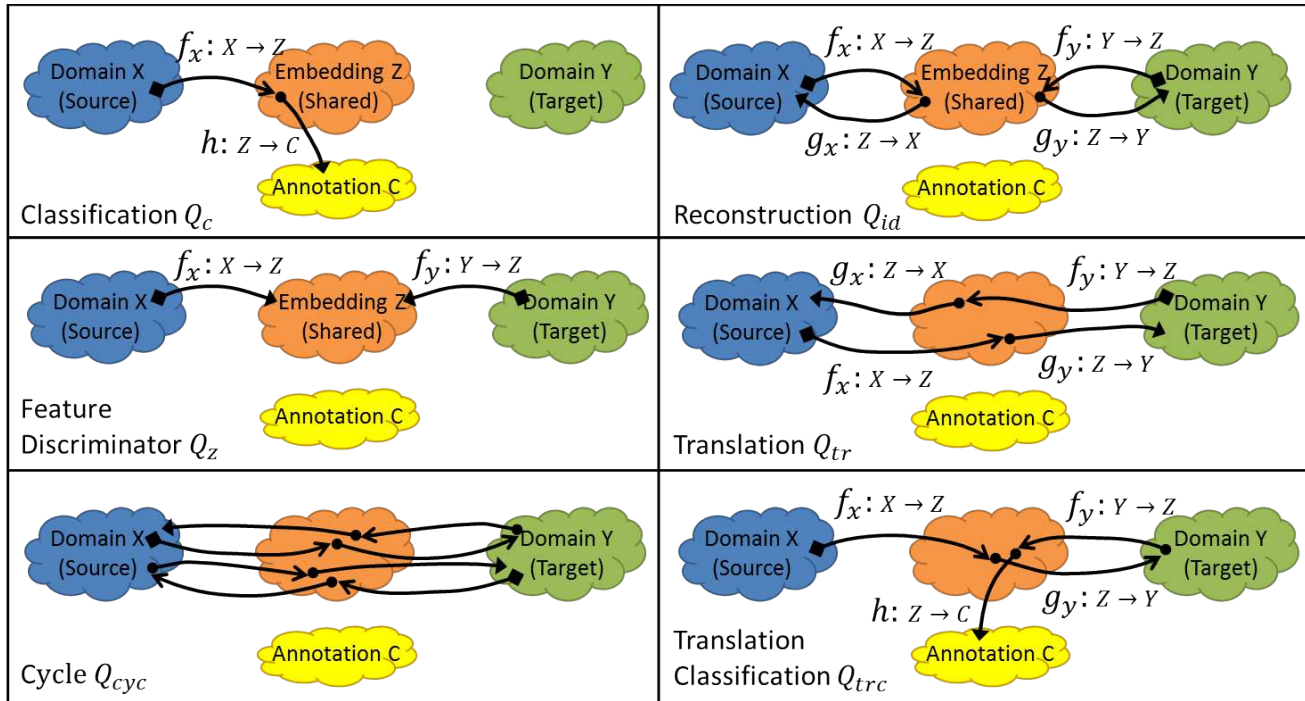 f_x: X → Z
Domain X
(Source)
Embedding Z
(Shared)
Domain Y
(Target)
h: Z → C
Annotation C
Classification Q_c
f_x: X → Z
f_y: Y → Z
Domain X
(Source)
Embedding Z
(Shared)
Domain Y
(Target)
g_x: Z → X
g_y: Z → Y
Annotation C
Reconstruction Q_id
f_x: X → Z
f_y: Y → Z
Domain X
(Source)
Embedding Z
(Shared)
Domain Y
(Target)
Annotation C
Feature
Discriminator Q_z
g_x: Z → X
f_y: Y → Z
Domain X
(Source)
Domain Y
(Target)
f_x: X → Z
g_y: Z → Y
Annotation C
Translation Q_tr
Domain X
(Source)
Domain Y
(Target)
Annotation C
Cycle Q_cyc
f_x: X → Z
f_y: Y → Z
Domain X
(Source)
Domain Y
(Target)
h: Z → C
g_y: Z → Y
Annotation C
Translation
Classification Q_trc